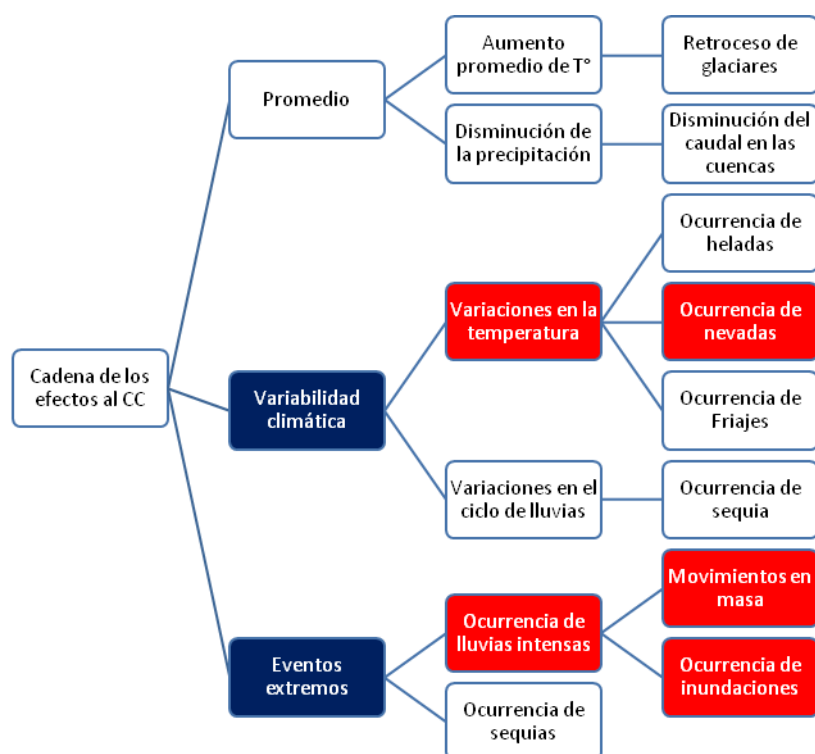 Cadena de los
efectos al CC
Promedio
Aumento
promedio de T°
Retroceso de
glaciares
Disminución de
la precipitación
Disminución del
caudal en las
cuencas
Variabilidad
climática
Variaciones en la
temperatura
Ocurrencia de
heladas
Ocurrencia de
nevadas
Ocurrencia de
Friajes
Variaciones en el
ciclo de lluvias
Ocurrencia de
sequia
Eventos
extremos
Ocurrencia de
lluvias intensas
Movimientos en
masa
Ocurrencia de
inundaciones
Ocurrencia de
sequias